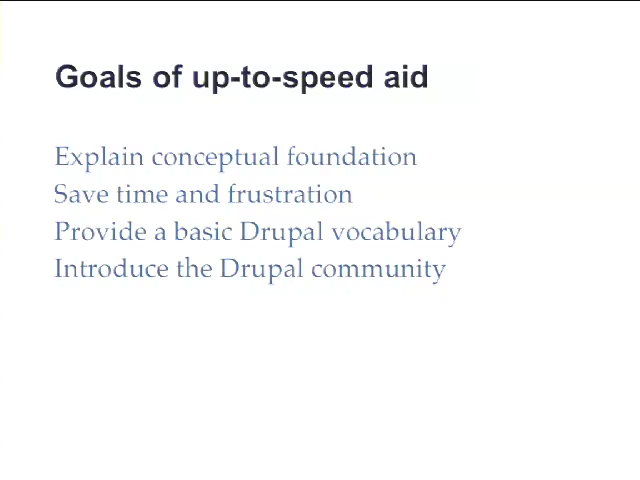 Goals of up-to-speed aid
Explain conceptual foundation
Save time and frustration
Provide a basic Drupal vocabulary
Introduce the Drupal community